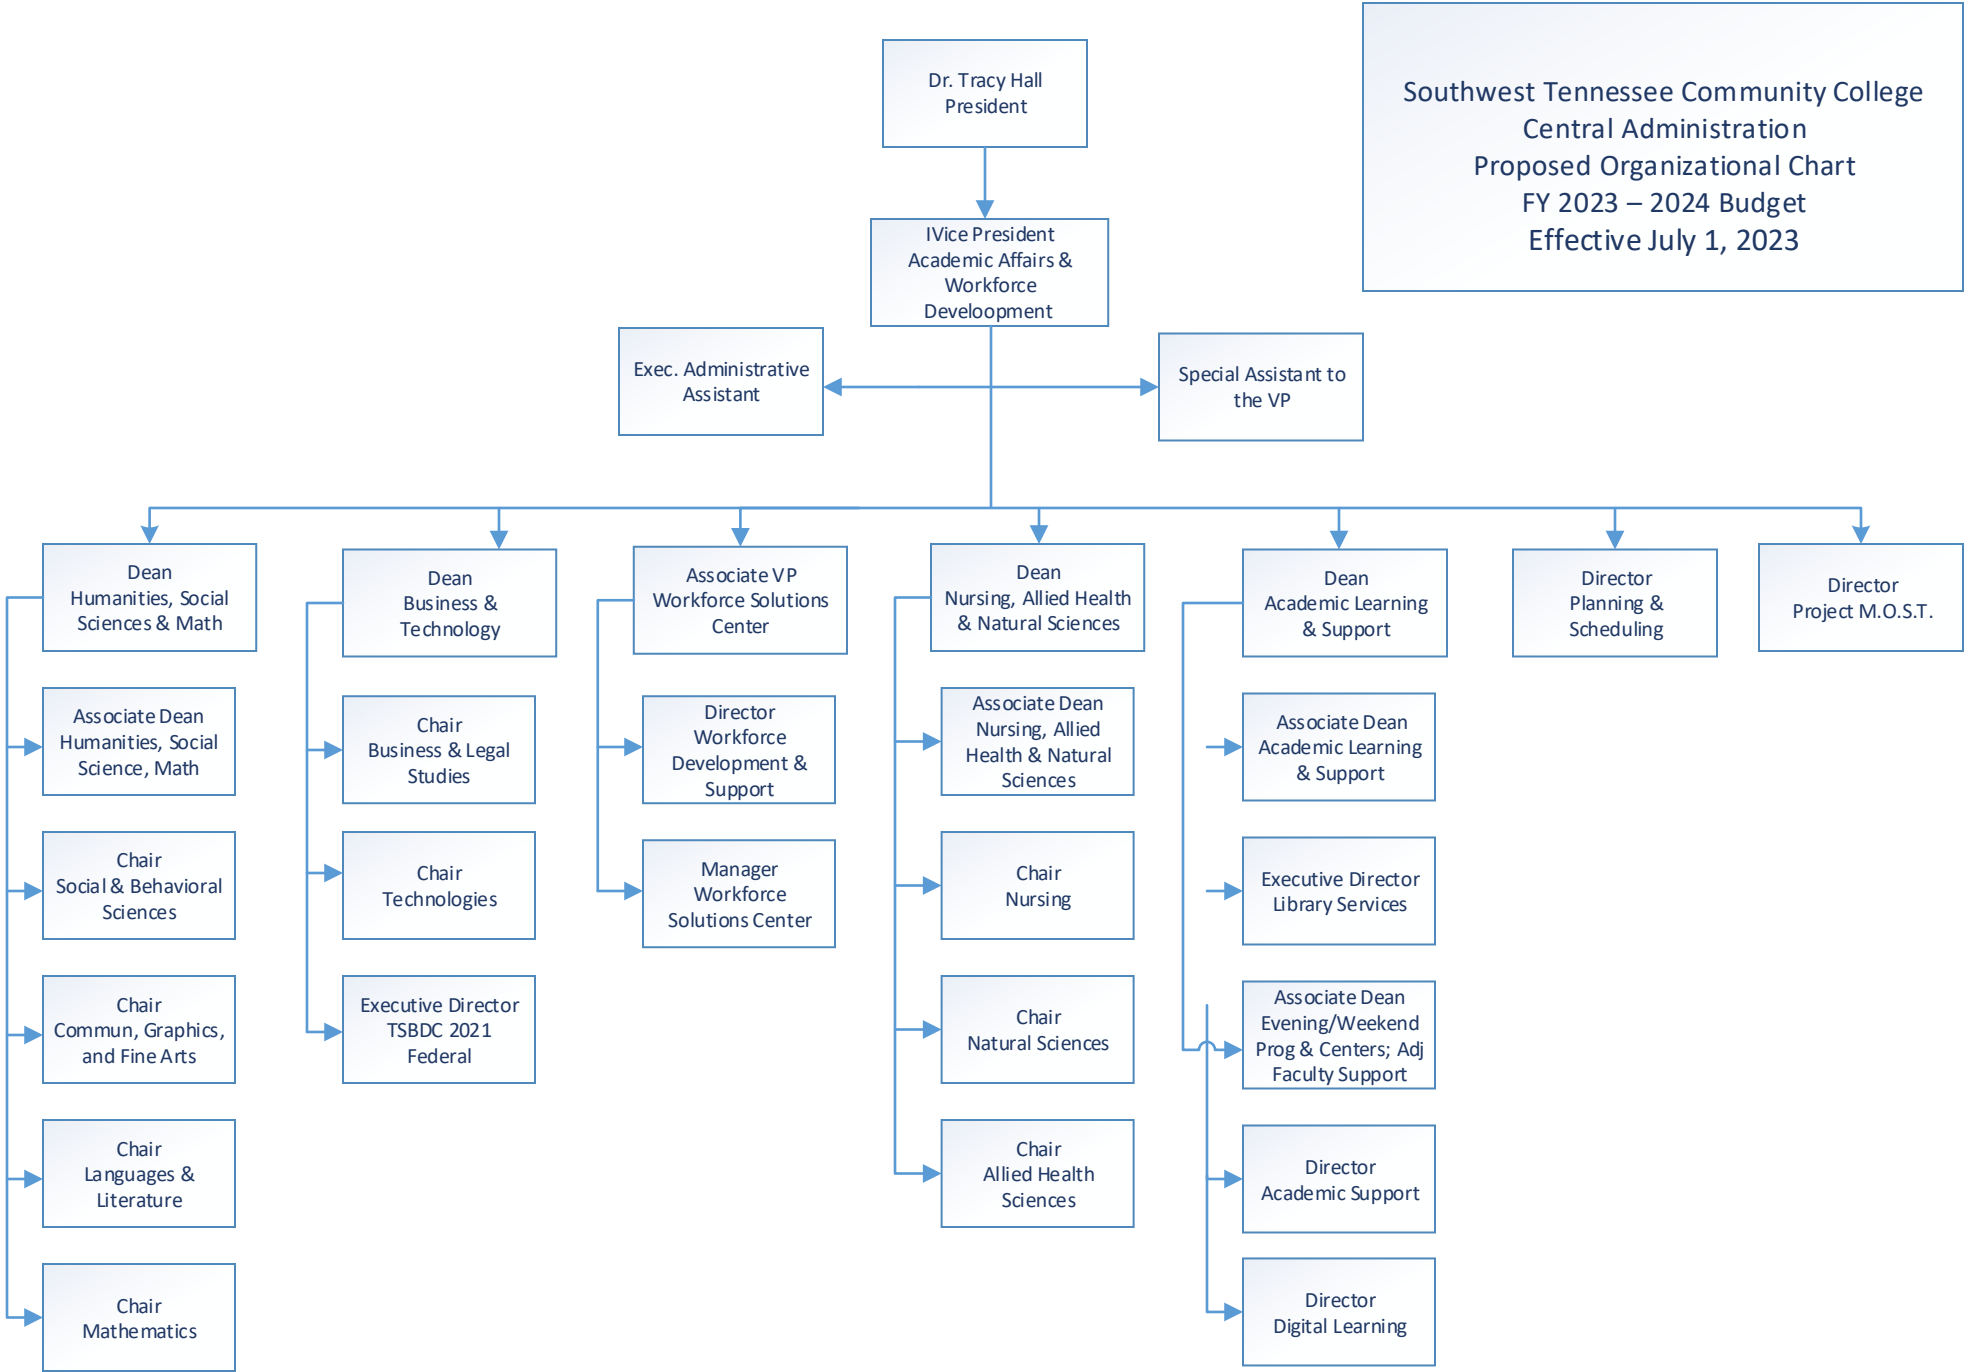 Dr. Tracy Hall
President
Southwest Tennessee Community College
Central Administration
Proposed Organizational Chart
FY 2023 – 2024 Budget
Effective July 1, 2023
IVice President
Academic Affairs &
Workforce
Develoopment
Exec. Administrative
Assistant
Special Assistant to
the VP
Dean
Humanities, Social
Sciences & Math
Associate Dean
Humanities, Social
Science, Math
Chair
Social & Behavioral
Sciences
Chair
Commun, Graphics,
and Fine Arts
Chair
Languages &
Literature
Chair
Mathematics
Dean
Business &
Technology
Chair
Business & Legal
Studies
Chair
Technologies
Executive Director
TSBDC 2021
Federal
Associate VP
Workforce Solutions
Center
Director
Workforce
Development &
Support
Manager
Workforce
Solutions Center
Dean
Nursing, Allied Health
& Natural Sciences
Associate Dean
Nursing, Allied
Health & Natural
Sciences
Chair
Nursing
Chair
Natural Sciences
Chair
Allied Health
Sciences
Dean
Academic Learning
& Support
Associate Dean
Academic Learning
& Support
Executive Director
Library Services
Associate Dean
Evening/Weekend
Prog & Centers; Adj
Faculty Support
Director
Academic Support
Director
Digital Learning
Director
Planning &
Scheduling
Director
Project M.O.S.T.